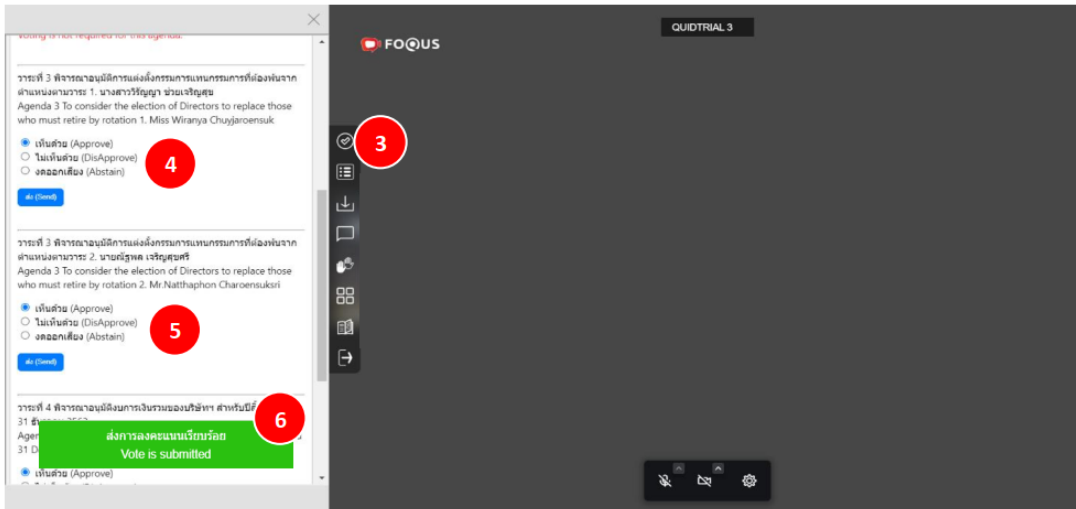 Voting is not required for this agenda.
วาระที่ 3 พิจารณาอนุมัติการแต่งตั้งกรรมการแทนกรรมการที่ต้องพ้นจาก
ตำแหน่งตามวาระ 1. นางสาววิรัญญา ช่วยเจริญสุข
Agenda 3 To consider the election of Directors to replace those
who must retire by rotation 1. Miss Wiranya Chuyjaroensuk
เห็นด้วย (Approve)
ไม่เห็นด้วย (DisApprove)
งดออกเสียง (Abstain)
4
ส่ง (Send)
วาระที่ 3 พิจารณาอนุมัติการแต่งตั้งกรรมการแทนกรรมการที่ต้องพ้นจาก
ตำแหน่งตามวาระ 2. นายณัฐพล เจริญสุขศรี
Agenda 3 To consider the election of Directors to replace those
who must retire by rotation 2. Mr.Natthaphon Charoensuksri
เห็นด้วย (Approve)
ไม่เห็นด้วย (DisApprove)
งดออกเสียง (Abstain)
5
ส่ง (Send)
วาระที่ 4 พิจารณาอนุมัติงบการเงินรวมของบริษัทฯ สำหรับปี
31
6
31 D
ส่งการลงคะแนนเรียบร้อย
Vote is submitted
เห็นด้วย (Approve)
FOQUS
QUIDTRIAL 3
3